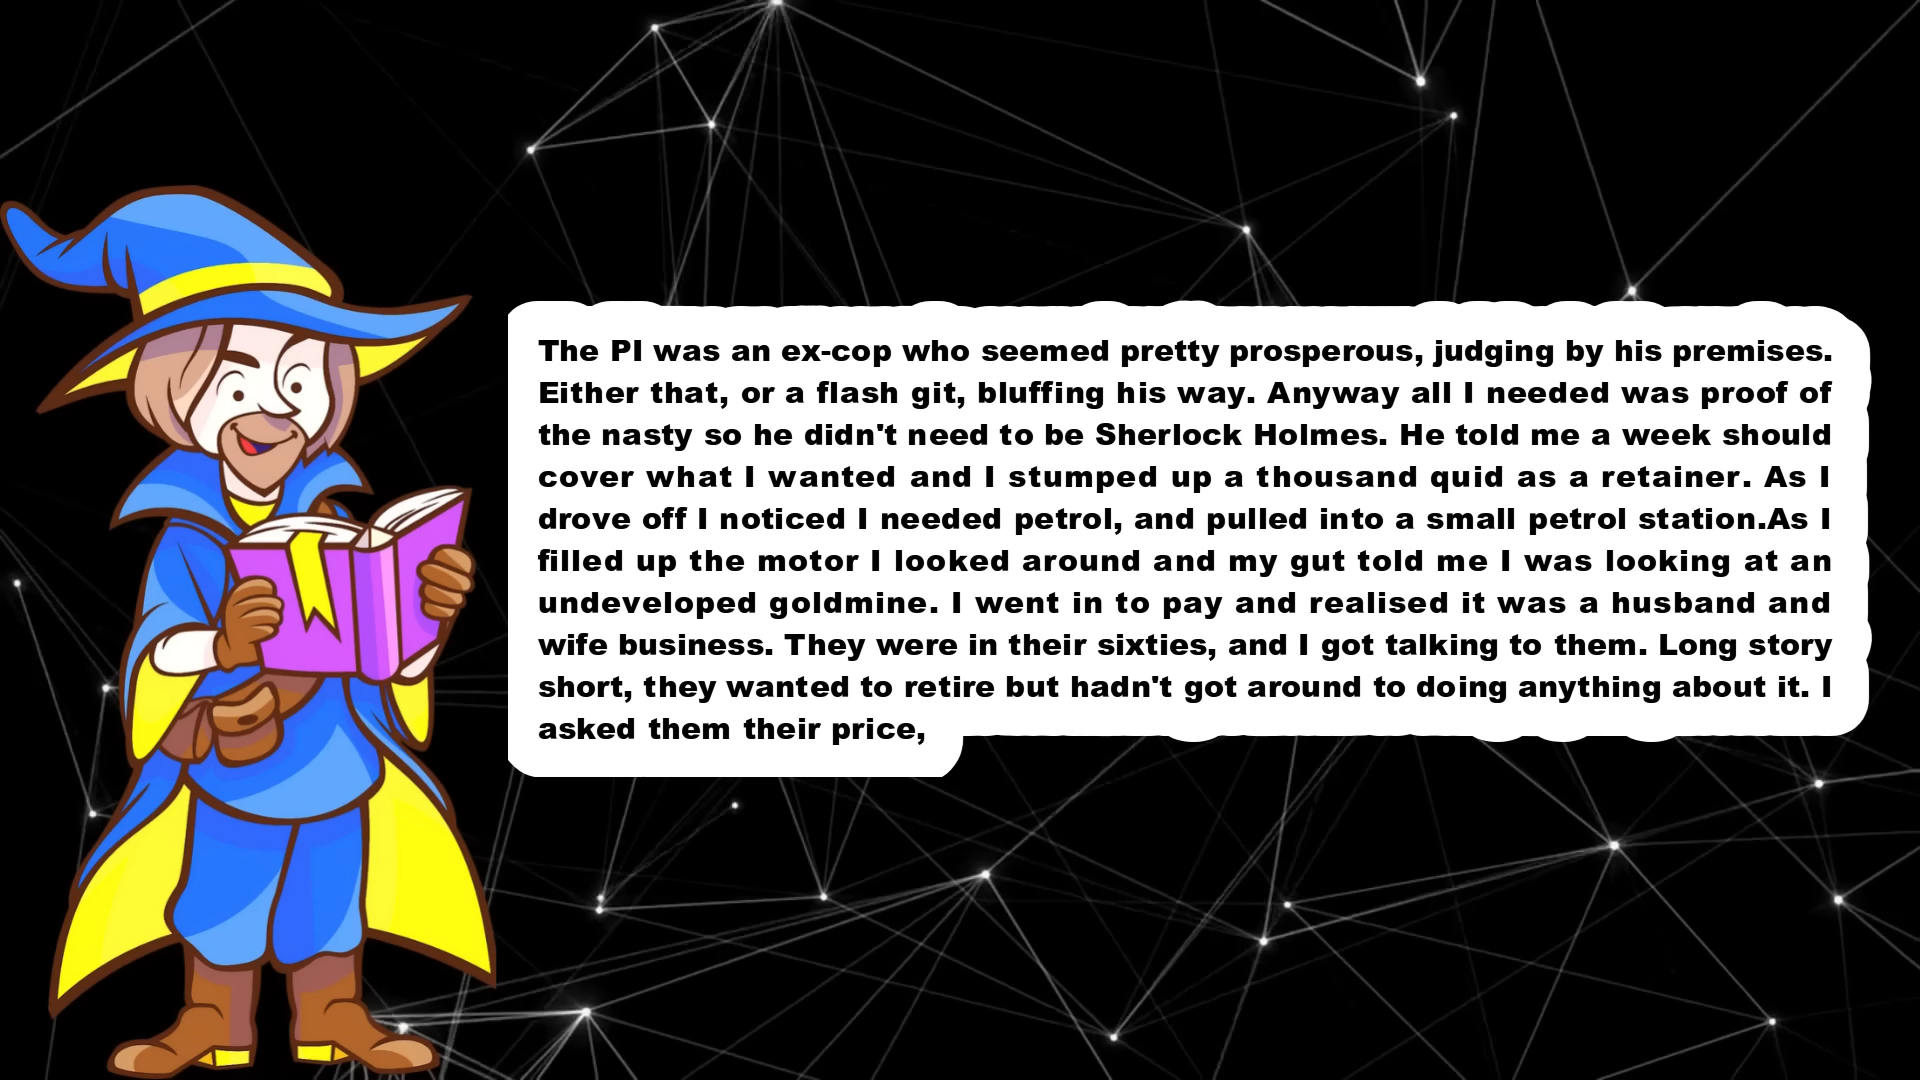 The PI was an ex-cop who seemed pretty prosperous, judging by his premises.
Either that, or a flash git, bluffing his way. Anyway all I needed was proof of
the nasty so he didn't need to be Sherlock Holmes. He told me a week should
cover what I wanted and I stumped up a thousand quid as a retainer. As I
drove off I noticed I needed petrol, and pulled into a small petrol station.As I
filled up the motor I looked around and my gut told me I was looking at an
undeveloped goldmine. I went in to pay and realised it was a husband and
wife business. They were in their sixties, and I got talking to them. Long story
short, they wanted to retire but hadn't got around to doing anything about it. I
asked them their price,